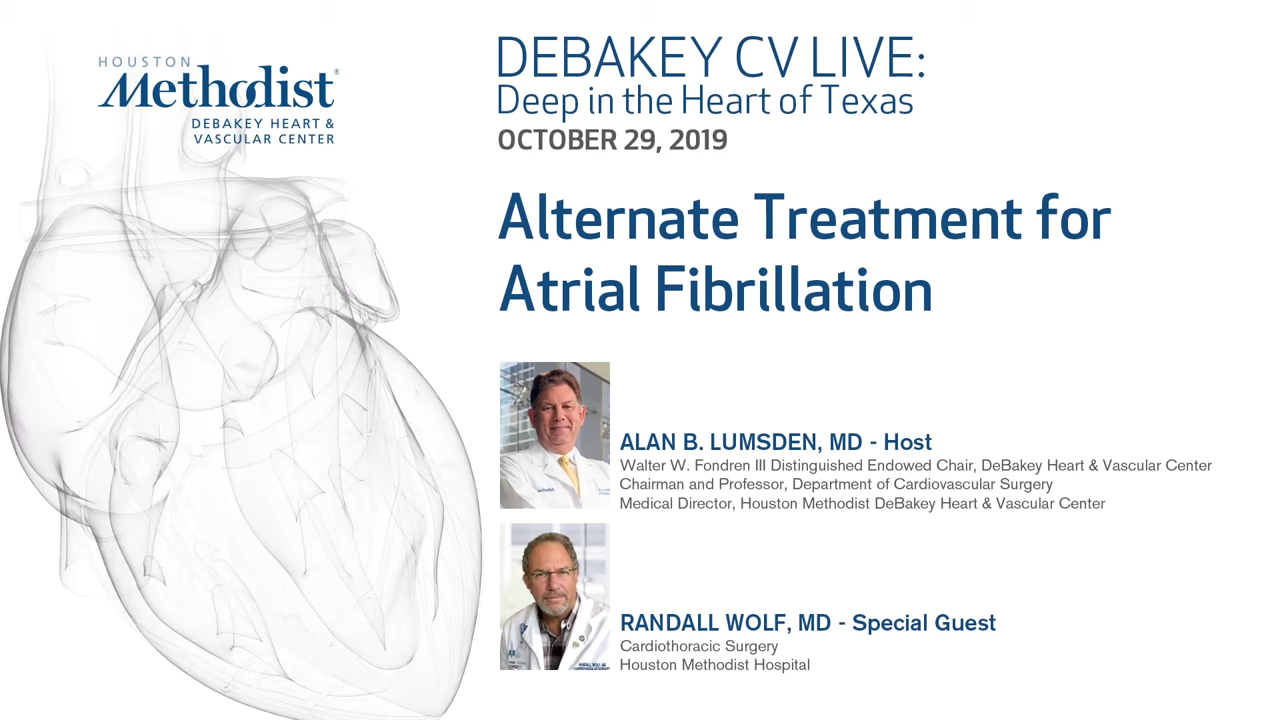 HOUSTON
Methodist®
DEBAKEY HEART &
VASCULAR CENTER
DEBAKEY CV LIVE:
Deep in the Heart of Texas
OCTOBER 29, 2019
Alternate Treatment for
Atrial Fibrillation
ALAN B. LUMSDEN, MD - Host
Walter W. Fondren III Distinguished Endowed Chair, DeBakey Heart & Vascular Center
Chairman and Professor, Department of Cardiovascular Surgery
Medical Director, Houston Methodist DeBakey Heart & Vascular Center
RANDALL WOLF, MD - Special Guest
Cardiothoracic Surgery
Houston Methodist Hospital